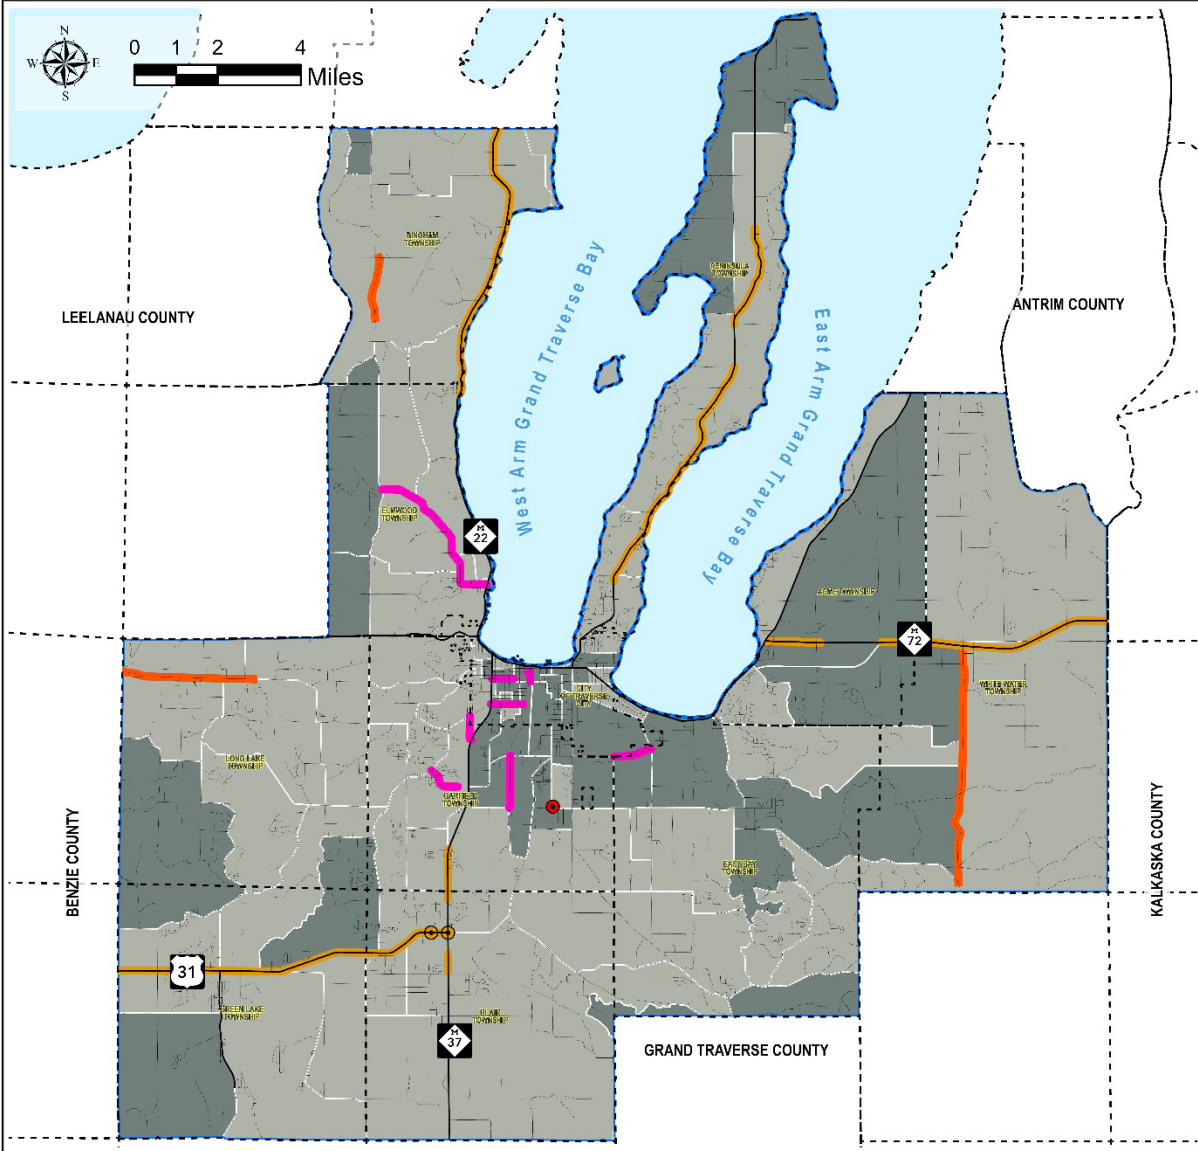 N
W E
S
0 1 2 4
Miles
BINGHAM
TOWNSHIP
PENINSULA
TOWNSHIP
LEELANAU COUNTY
ANTRIM COUNTY
West Arm Grand Traverse Bay
East Arm Grand Traverse Bay
ELMWOOD
TOWNSHIP
M
22
ACME TOWNSHIP
M
72
WHITEWATER
TOWNSHIP
CITY
OF TRAVERSE
CITY
LONG LAKE
TOWNSHIP
GARFIELD
TOWNSHIP
EAST BAY
TOWNSHIP
BENZIE COUNTY
KALKASKA COUNTY
31
GREEN LAKE
TOWNSHIP
BLAIR
TOWNSHIP
M
37
GRAND TRAVERSE COUNTY